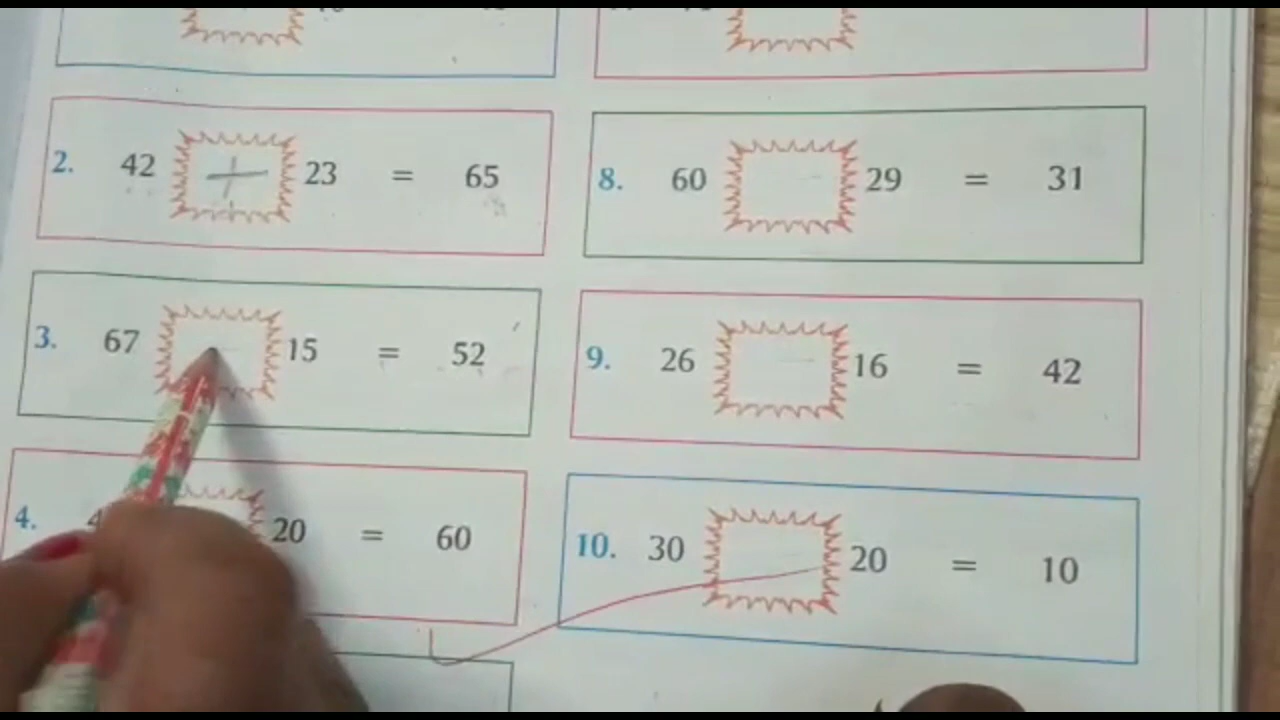 2. 42 + 23 = 65
3. 67 15 = 52
4. 20 = 60
8. 60 29 = 31
9. 26 16 = 42
10. 30 20 = 10